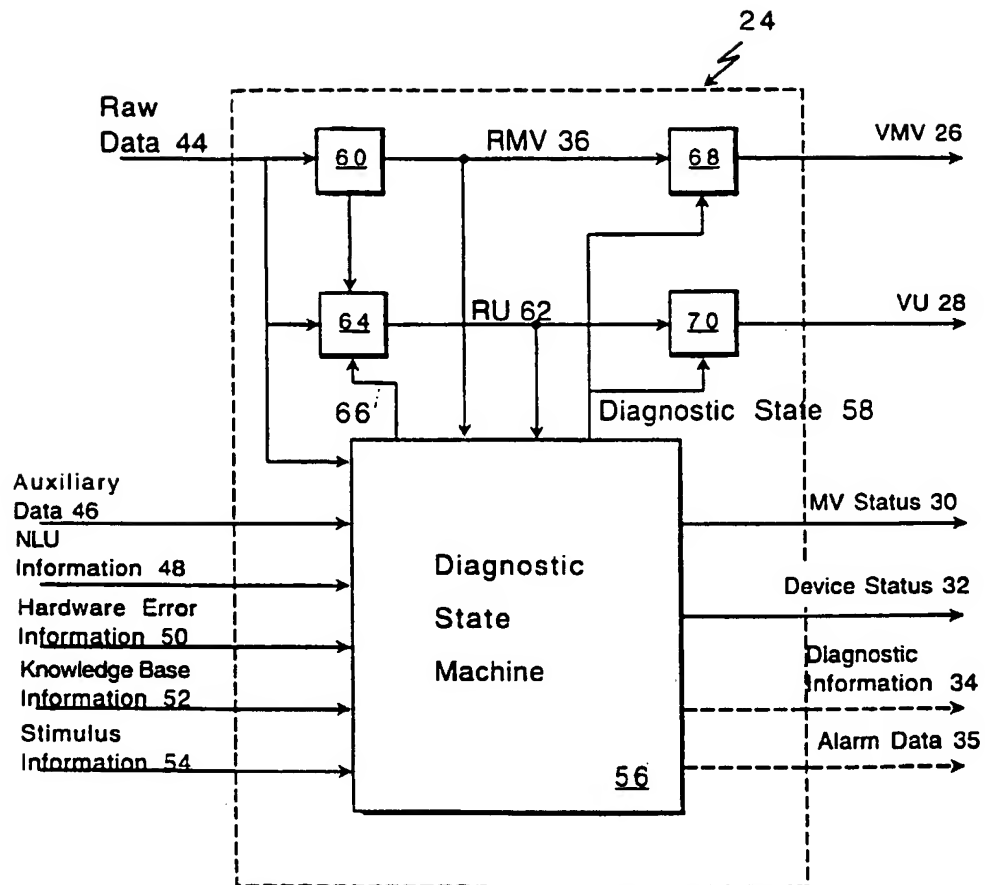 24
Raw
Data 44
60
RMV 36
68
VMV 26
64
RU 62
70
VU 28
66
Diagnostic State 58
Auxiliary
Data 46
NLU
Information 48
Hardware Error
Information 50
Knowledge Base
Information 52
Stimulus
Information 54
Diagnostic
State
Machine
56
MV Status 30
Device Status 32
Diagnostic
Information 34
Alarm Data 35